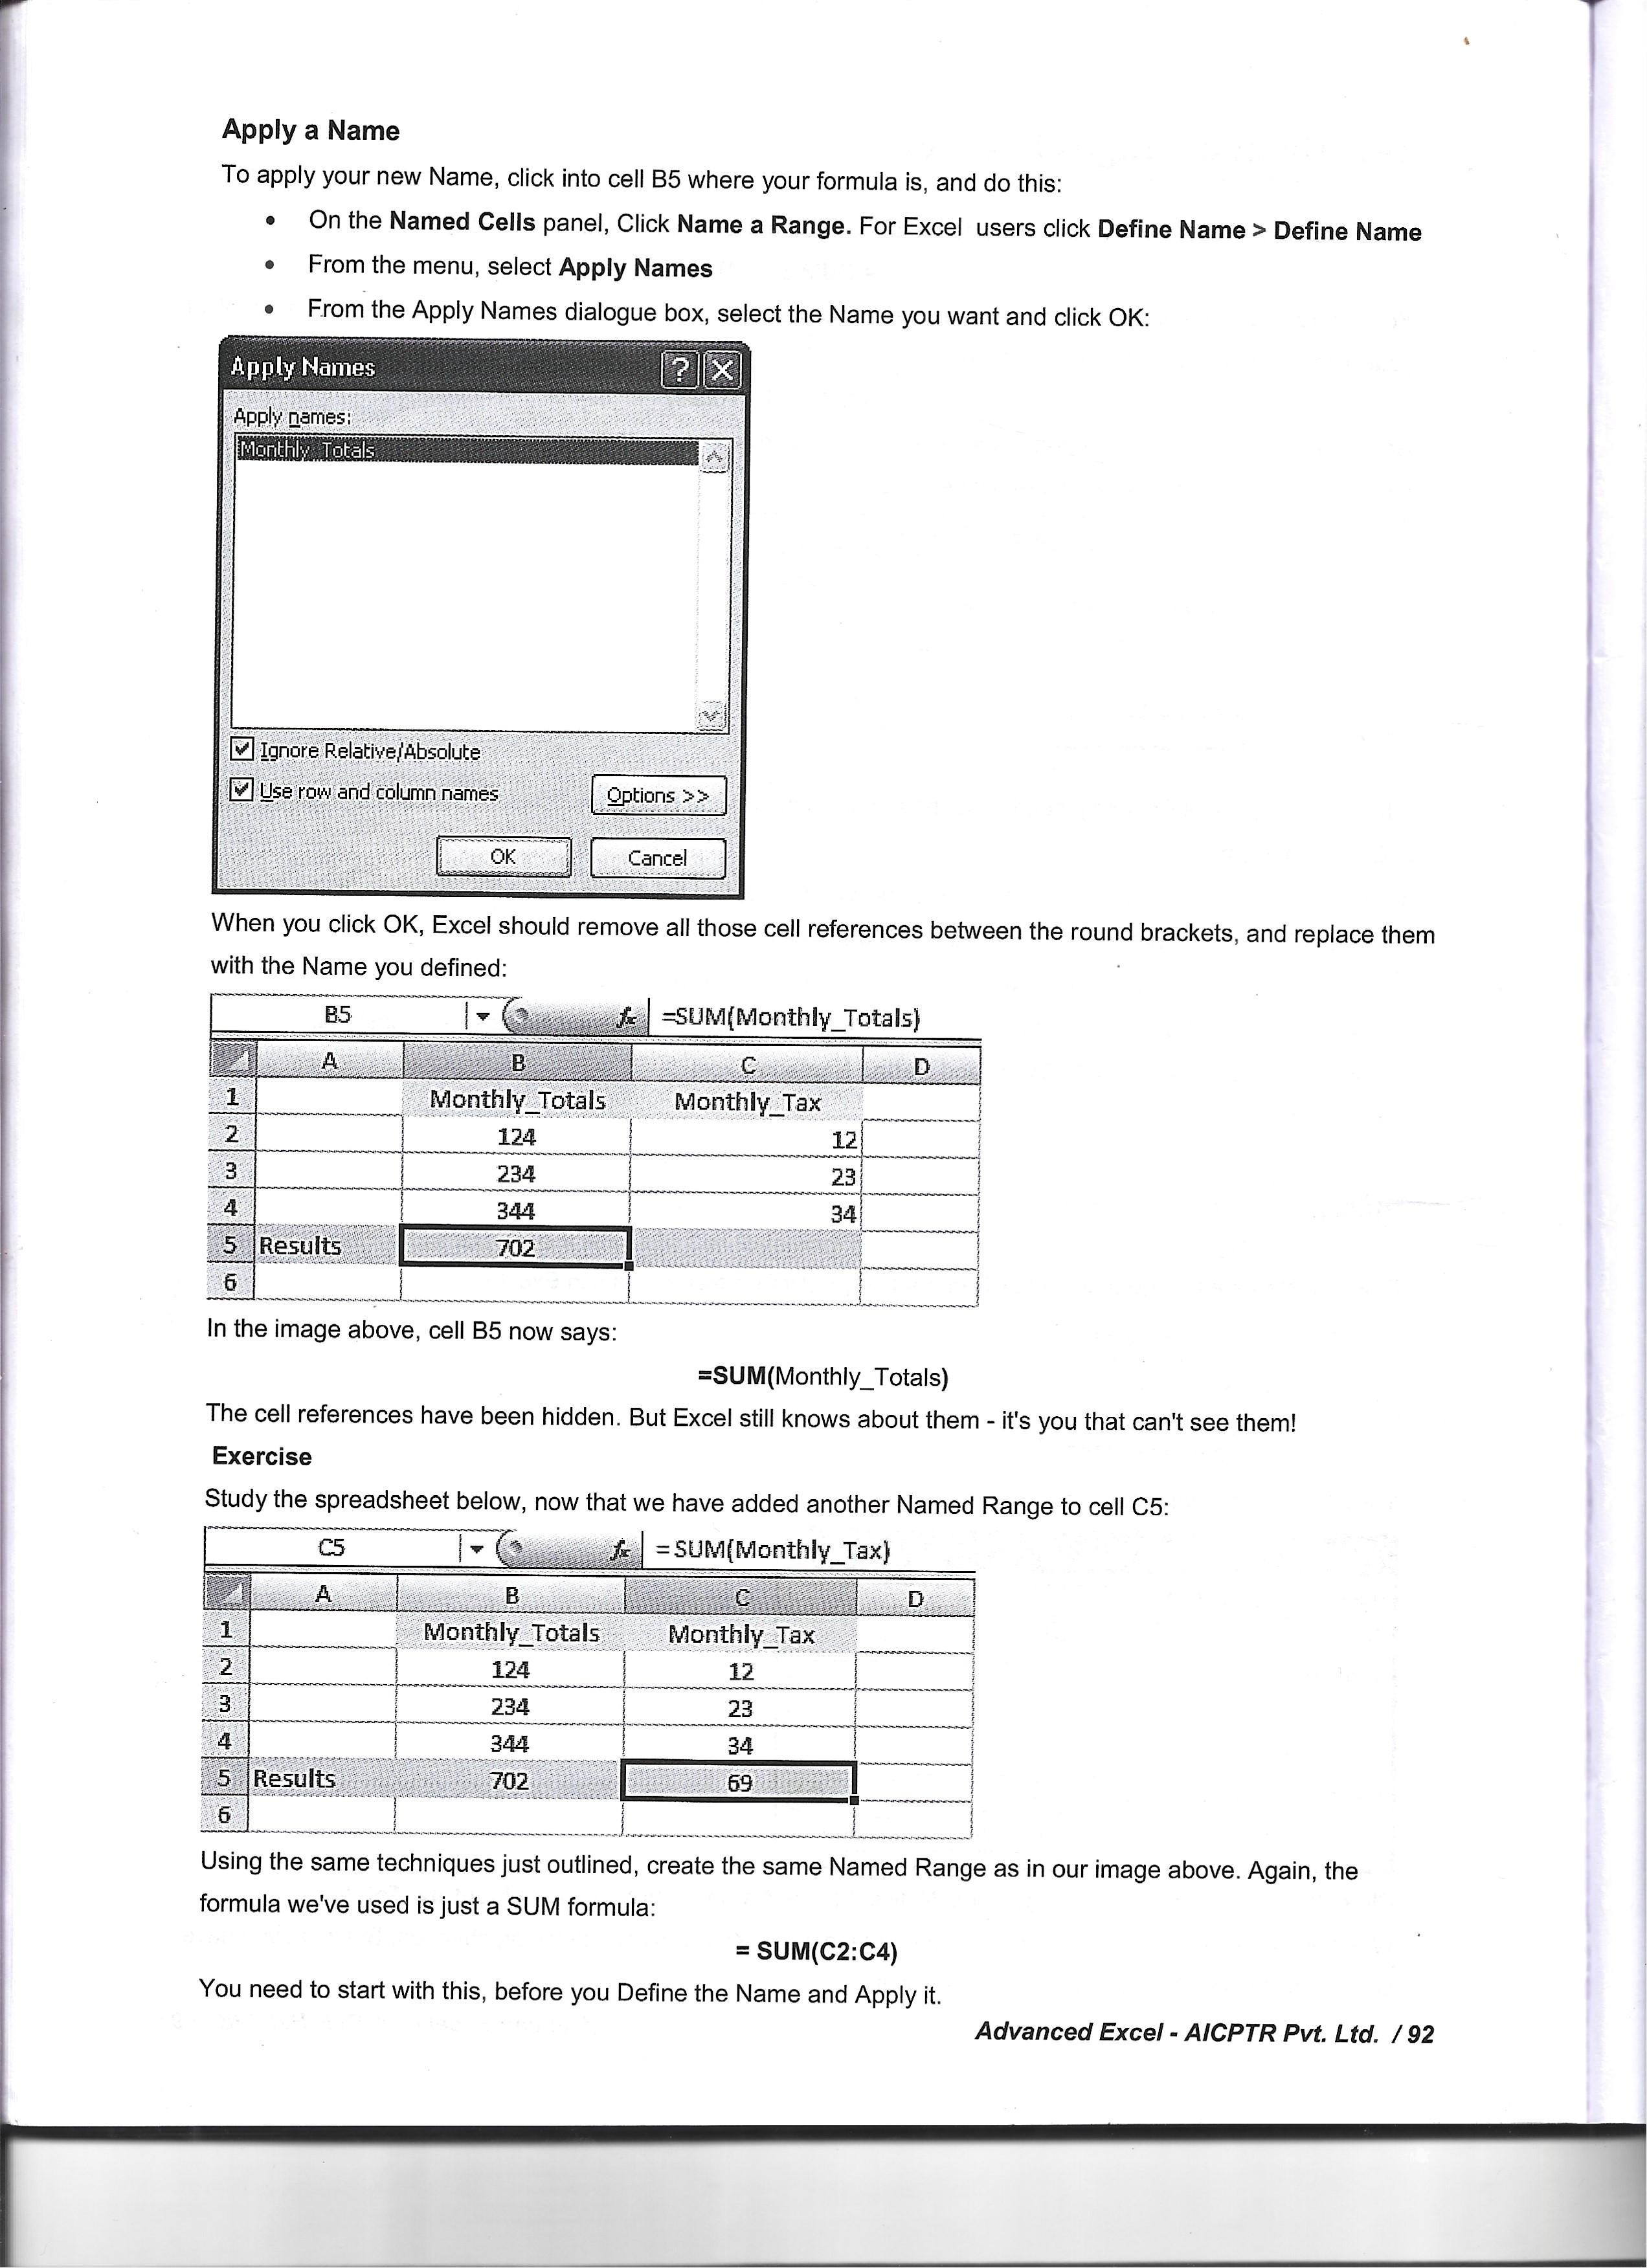 Apply a Name
To apply your new Name, click into cell B5 where your formula is, and do this:
• On the Named Cells panel, Click Name a Range. For Excel users click Define Name > Define Name
• From the menu, select Apply Names
• From the Apply Names dialogue box, select the Name you want and click OK:
Apply Names
Apply names:
Monthly_Totals
Ignore Relative/Absolute
Use row and column names Options >>
OK Cancel
When you click OK, Excel should remove all those cell references between the round brackets, and replace them
with the Name you defined:
B5 fx =SUM(Monthly_Totals)
A B C D
1 Monthly_Totals Monthly_Tax
2 124 12
3 234 23
4 344 34
5 Results 702
6
In the image above, cell B5 now says:
=SUM(Monthly_Totals)
The cell references have been hidden. But Excel still knows about them - it's you that can't see them!
Exercise
Study the spreadsheet below, now that we have added another Named Range to cell C5:
C5 fx =SUM(Monthly_Tax)
A B C D
1 Monthly_Totals Monthly_Tax
2 124 12
3 234 23
4 344 34
5 Results 702 69
6
Using the same techniques just outlined, create the same Named Range as in our image above. Again, the
formula we've used is just a SUM formula:
= SUM(C2:C4)
You need to start with this, before you Define the Name and Apply it.
Advanced Excel - AICPTR Pvt. Ltd. / 92